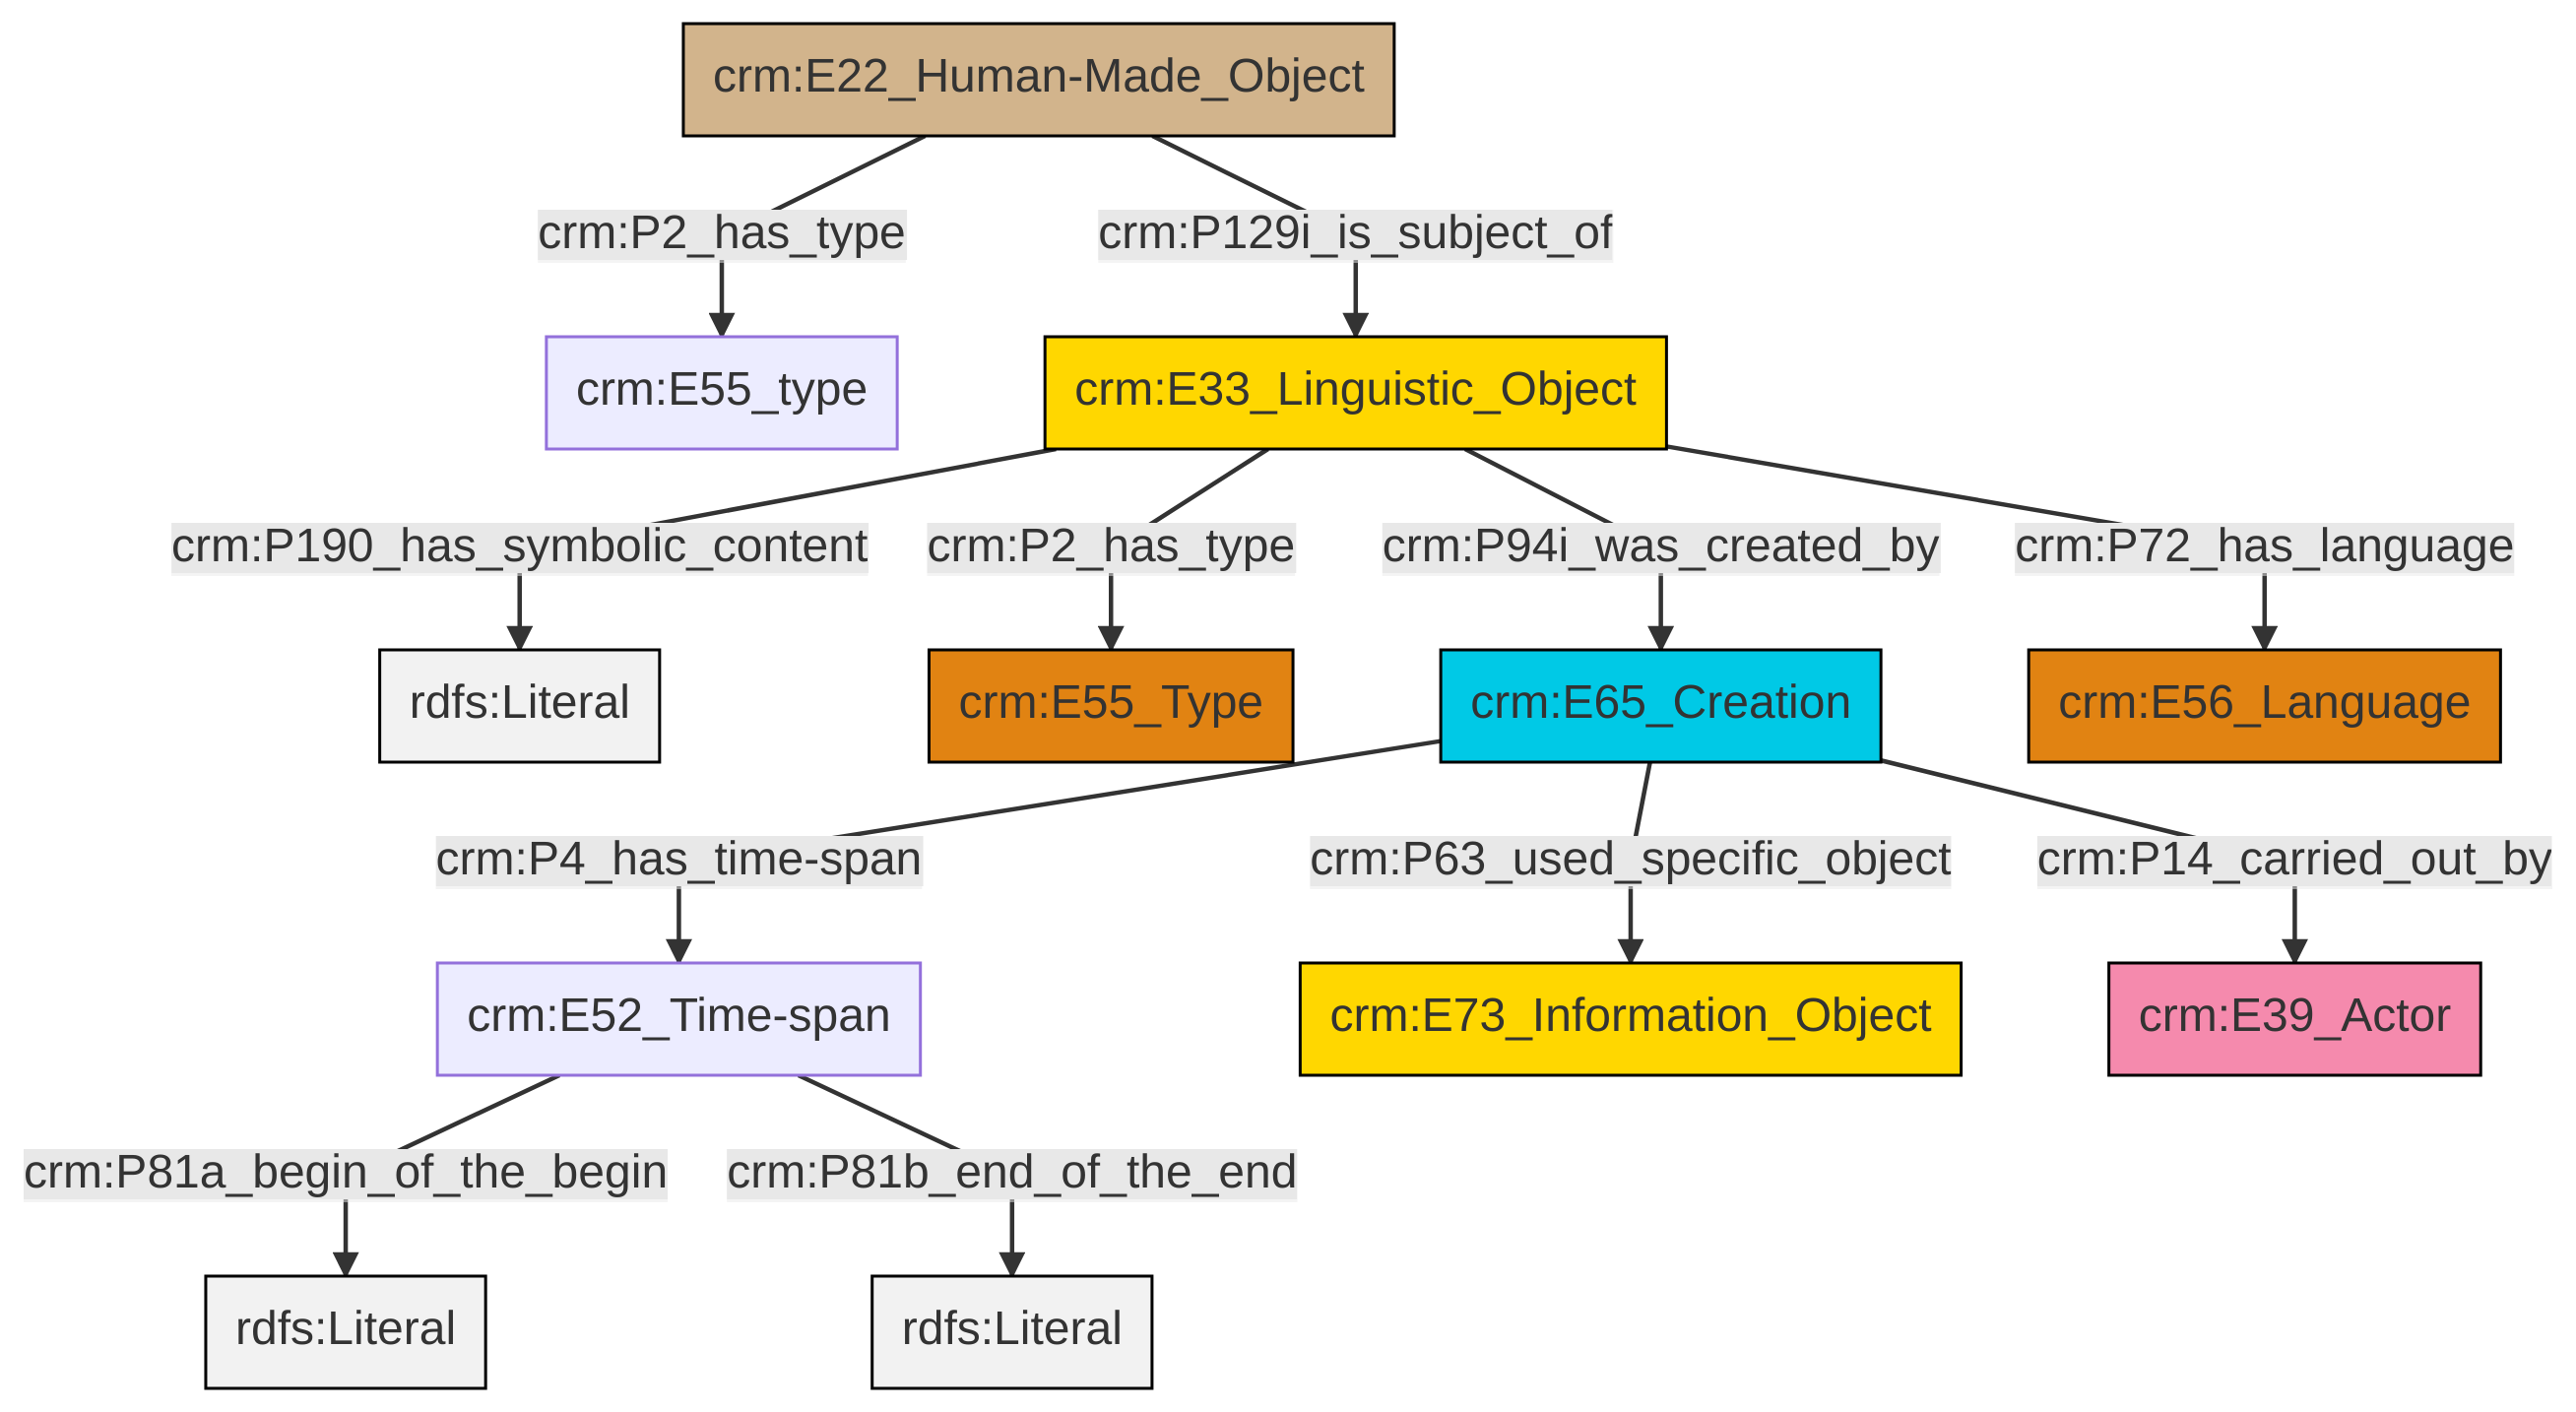 crm:E22_Human-Made_Object
crm:P2_has_type
crm:P129i_is_subject_of
crm:E55_type
crm:E33_Linguistic_Object
crm:P190_has_symbolic_content
crm:P2_has_type
crm:P94i_was_created_by
crm:P72_has_language
rdfs:Literal
crm:E55_Type
crm:E65_Creation
crm:E56_Language
crm:P4_has_time-span
crm:P63_used_specific_object
crm:P14_carried_out_by
crm:E52_Time-span
crm:E73_Information_Object
crm:E39_Actor
crm:P81a_begin_of_the_begin
crm:P81b_end_of_the_end
rdfs:Literal
rdfs:Literal